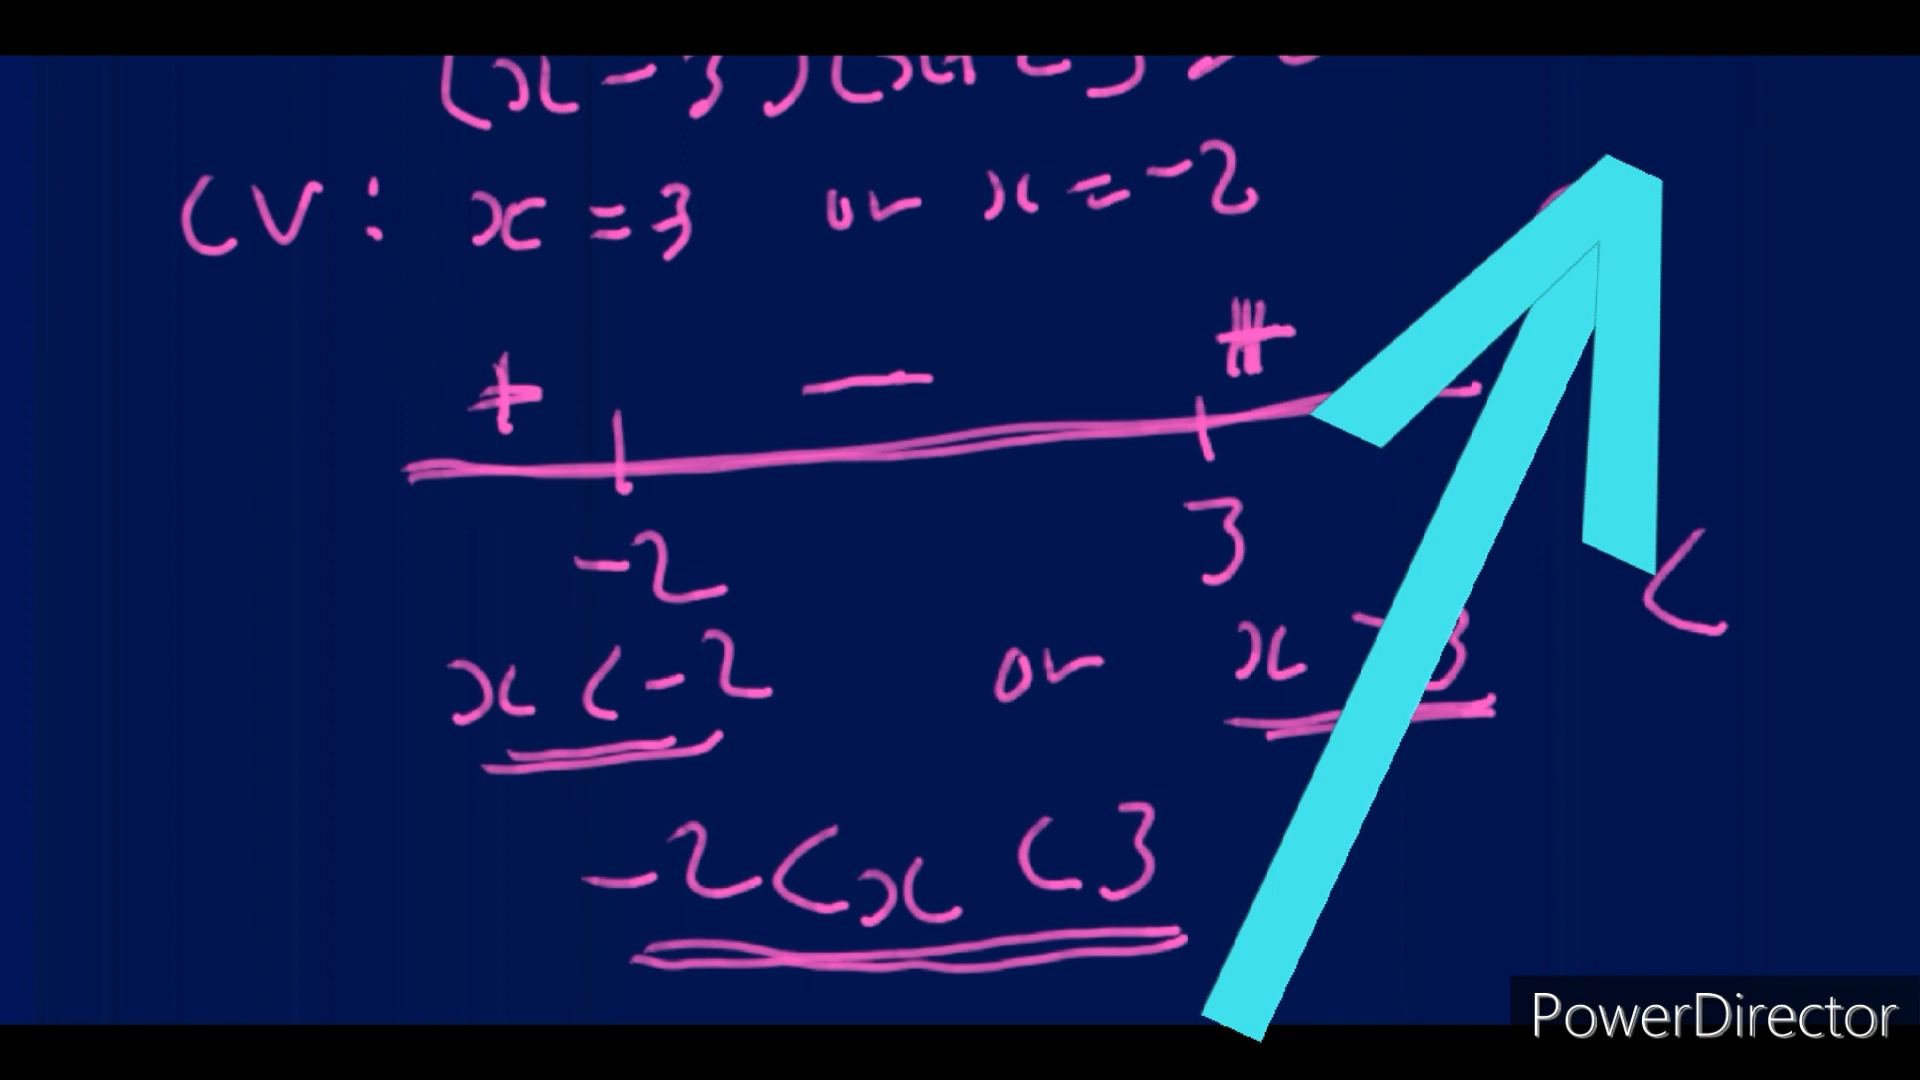 CV: x = 3 or x = -2
+ — +
-2 3
<
x < -2 or x > 3
-2 < x < 3
PowerDirector